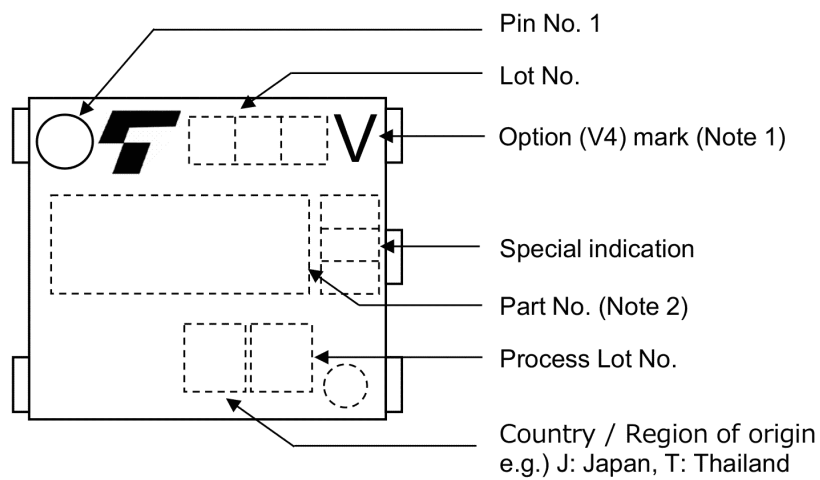 Pin No. 1
Lot No.
V
Option (V4) mark (Note 1)
Special indication
Part No. (Note 2)
Process Lot No.
Country / Region of origin
e.g.) J: Japan, T: Thailand